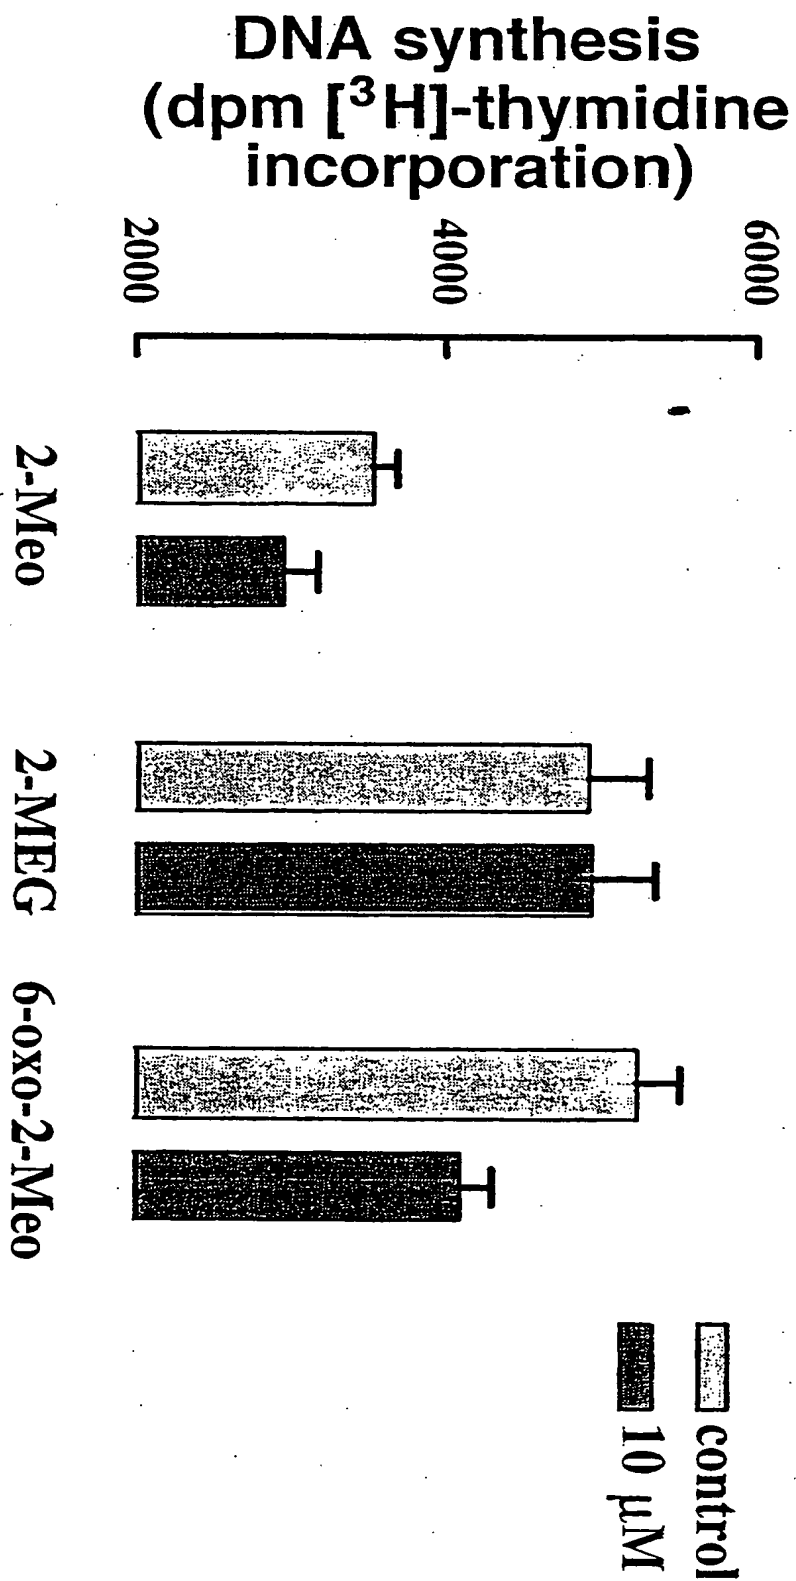 DNA synthesis
(dpm [³H]-thymidine
incorporation)
6000
4000
2000
2-Meo
2-MEG
6-oxo-2-Meo
control
10 μM